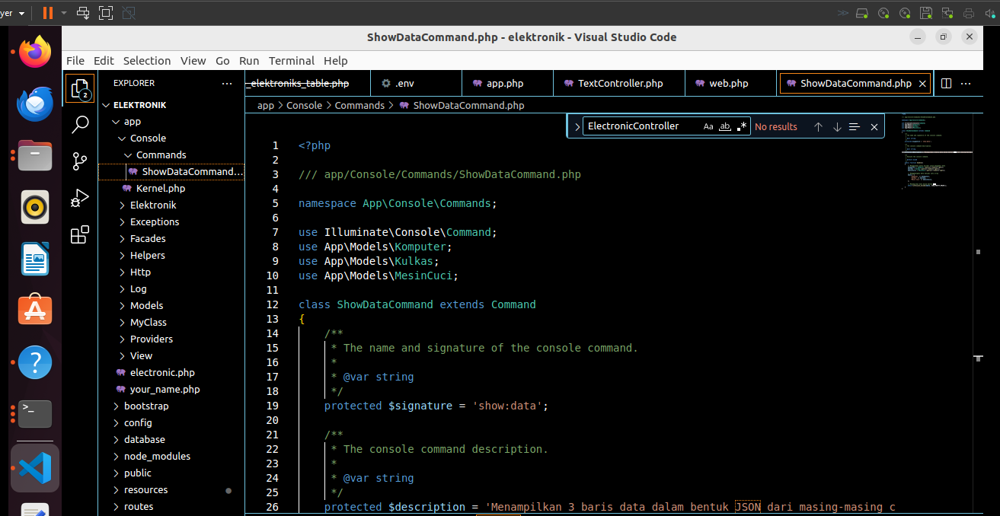 yer
ShowDataCommand.php - elektronik - Visual Studio Code
File Edit Selection View Go Run Terminal Help
EXPLORER
2
ELEKTRONIK
app
Console
Commands
ShowDataCommand...
Kernel.php
Elektronik
Exceptions
Facades
Helpers
Http
Log
Models
MyClass
Providers
View
electronic.php
your_name.php
bootstrap
config
database
node_modules
public
resources
routes
_elektroniks_table.php .env app.php TextController.php web.php ShowDataCommand.php
app > Console > Commands > ShowDataCommand.php
ElectronicController Aa ab .* No results
1 <?php
2
3 /// app/Console/Commands/ShowDataCommand.php
4
5 namespace App\Console\Commands;
6
7 use Illuminate\Console\Command;
8 use App\Models\Komputer;
9 use App\Models\Kulkas;
10 use App\Models\MesinCuci;
11
12 class ShowDataCommand extends Command
13 {
14 /**
15 * The name and signature of the console command.
16 *
17 * @var string
18 */
19 protected $signature = 'show:data';
20
21 /**
22 * The console command description.
23 *
24 * @var string
25 */
26 protected $description = 'Menampilkan 3 baris data dalam bentuk JSON dari masing-masing c